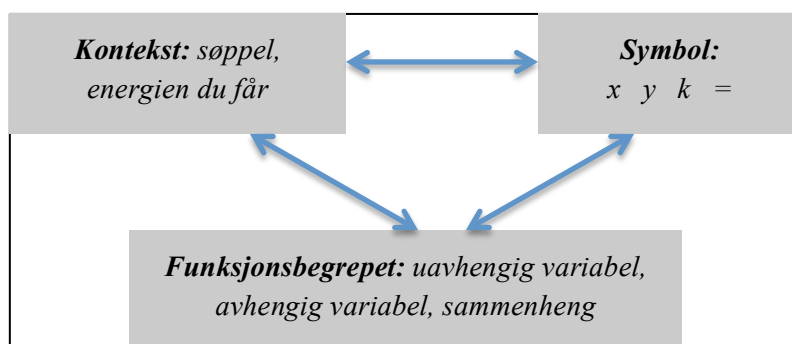 Kontekst: søppel,
energien du får
Symbol:
x y k =
Funksjonsbegrepet: uavhengig variabel,
avhengig variabel, sammenheng